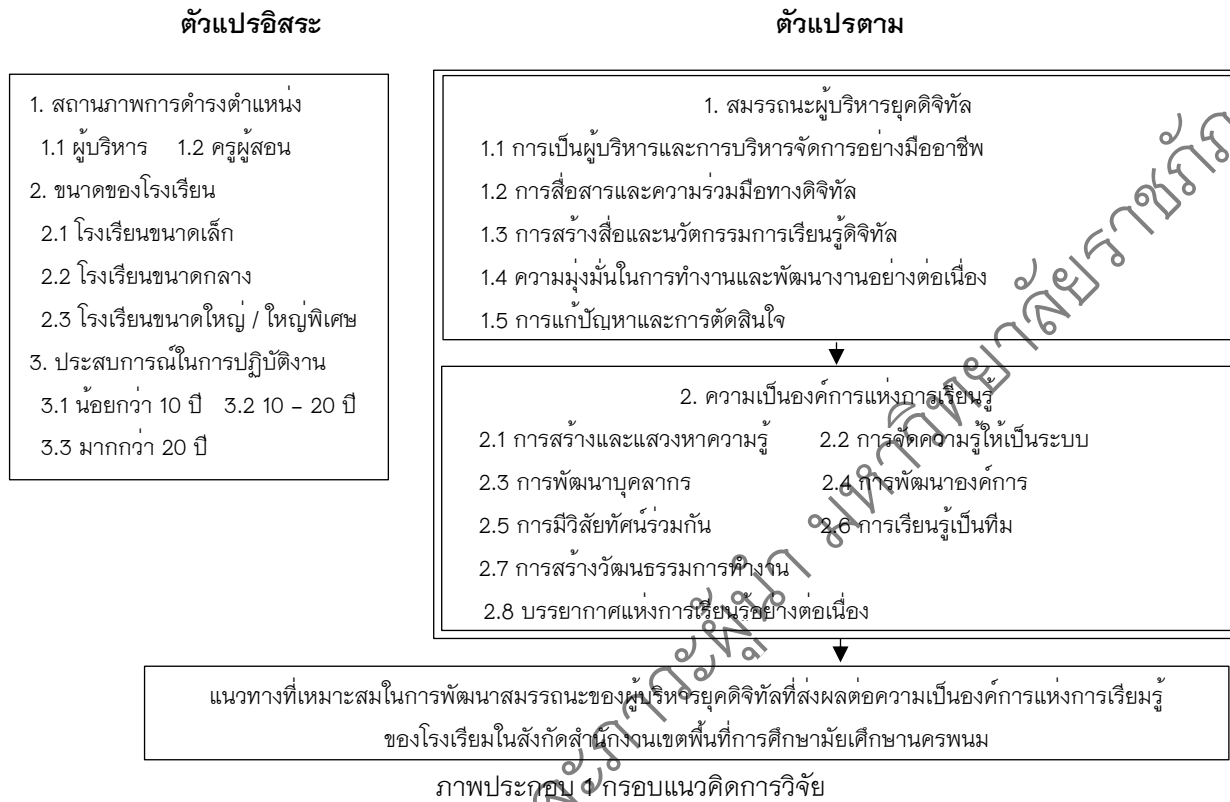 ตัวแปรอิสระ
ตัวแปรตาม
1. สถานภาพการดำรงตำแหน่ง
1.1 ผู้บริหาร 1.2 ครูผู้สอน
2. ขนาดของโรงเรียน
2.1 โรงเรียนขนาดเล็ก
2.2 โรงเรียนขนาดกลาง
2.3 โรงเรียนขนาดใหญ่ / ใหญ่พิเศษ
3. ประสบการณ์ในการปฏิบัติงาน
3.1 น้อยกว่า 10 ปี 3.2 10 – 20 ปี
3.3 มากกว่า 20 ปี
1. สมรรถนะผู้บริหารยุคดิจิทัล
1.1 การเป็นผู้บริหารและการบริหารจัดการอย่างมืออาชีพ
1.2 การสื่อสารและความร่วมมือทางดิจิทัล
1.3 การสร้างสื่อและนวัตกรรมการเรียนรู้ดิจิทัล
1.4 ความมุ่งมั่นในการทำงานและพัฒนางานอย่างต่อเนื่อง
1.5 การแก้ปัญหาและการตัดสินใจ
2. ความเป็นองค์การแห่งการเรียนรู้
2.1 การสร้างและแสวงหาความรู้ 2.2 การจัดความรู้ให้เป็นระบบ
2.3 การพัฒนาบุคลากร 2.4 การพัฒนาองค์การ
2.5 การมีวิสัยทัศน์ร่วมกัน 2.6 การเรียนรู้เป็นทีม
2.7 การสร้างวัฒนธรรมการทำงาน
2.8 บรรยากาศแห่งการเรียนรู้อย่างต่อเนื่อง
แนวทางที่เหมาะสมในการพัฒนาสมรรถนะของผู้บริหารยุคดิจิทัลที่ส่งผลต่อความเป็นองค์การแห่งการเรียมรู้
ของโรงเรียมในสังกัดสำนักงานเขตพื้นที่การศึกษามัยเศึกษานครพนม
ภาพประกอบ 1 กรอบแนวคิดการวิจัย
มหาวิทยาลัยราชภัฏ